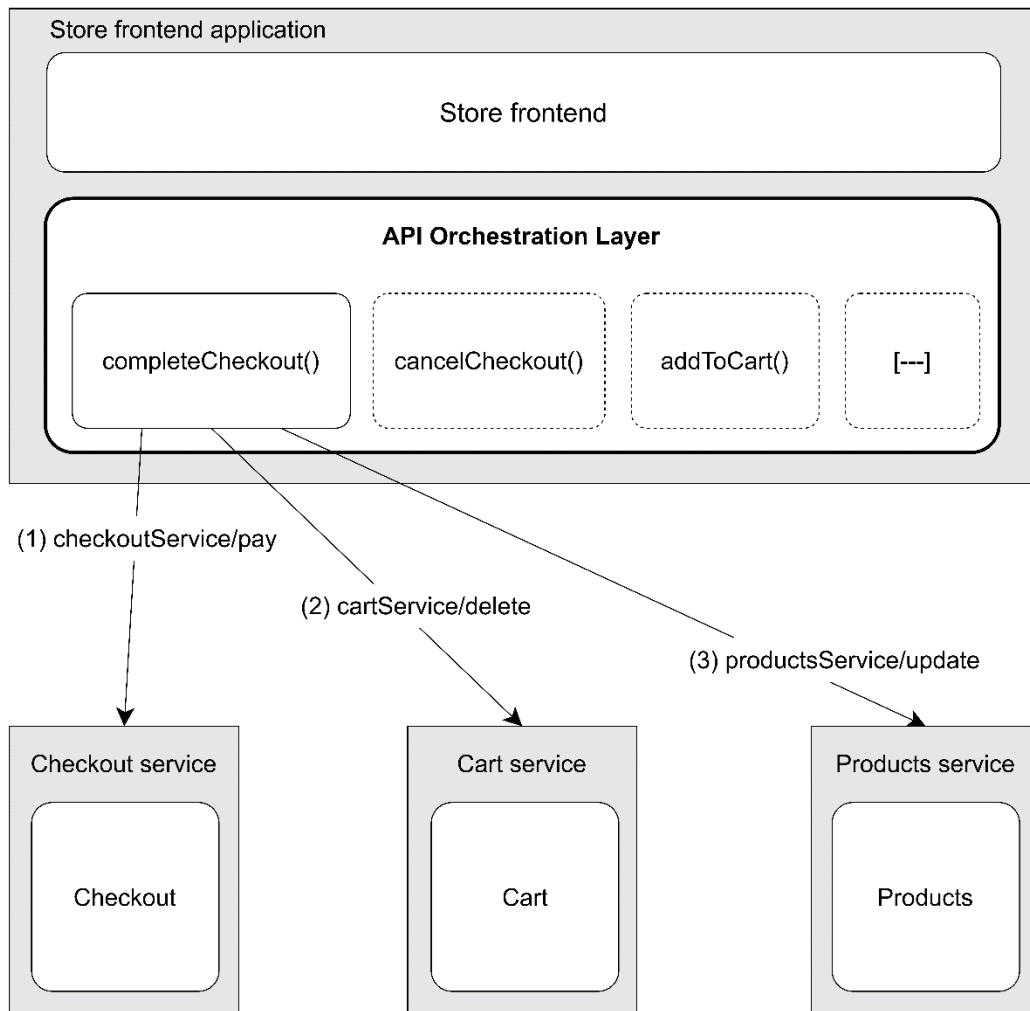 Store frontend application
Store frontend
API Orchestration Layer
completeCheckout()
cancelCheckout()
addToCart()
[---]
(1) checkoutService/pay
(2) cartService/delete
(3) productsService/update
Checkout service
Cart service
Products service
Checkout
Cart
Products